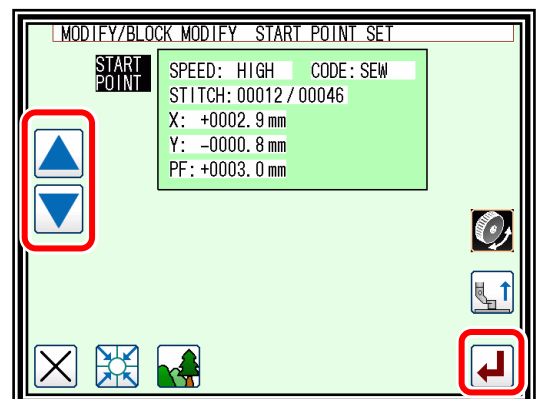 MODIFY/BLOCK MODIFY START POINT SET
START
POINT
SPEED: HIGH CODE: SEW
STITCH: 00012 / 00046
X: +0002.9 mm
Y: -0000.8 mm
PF: +0003.0 mm